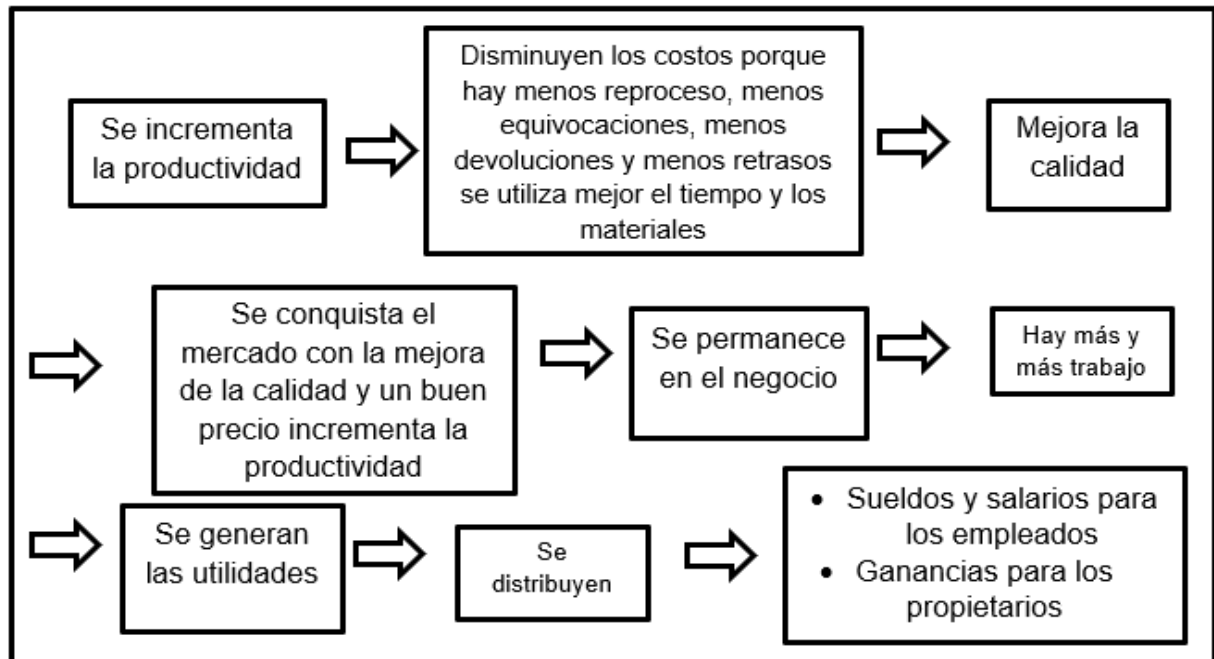 Se incrementa
la productividad
Disminuyen los costos porque
hay menos reproceso, menos
equivocaciones, menos
devoluciones y menos retrasos
se utiliza mejor el tiempo y los
materiales
Mejora la
calidad
Se conquista el
mercado con la mejora
de la calidad y un buen
precio incrementa la
productividad
Se permanece
en el negocio
Hay más y
más trabajo
Se generan
las utilidades
Se
distribuyen
• Sueldos y salarios para
los empleados
• Ganancias para los
propietarios